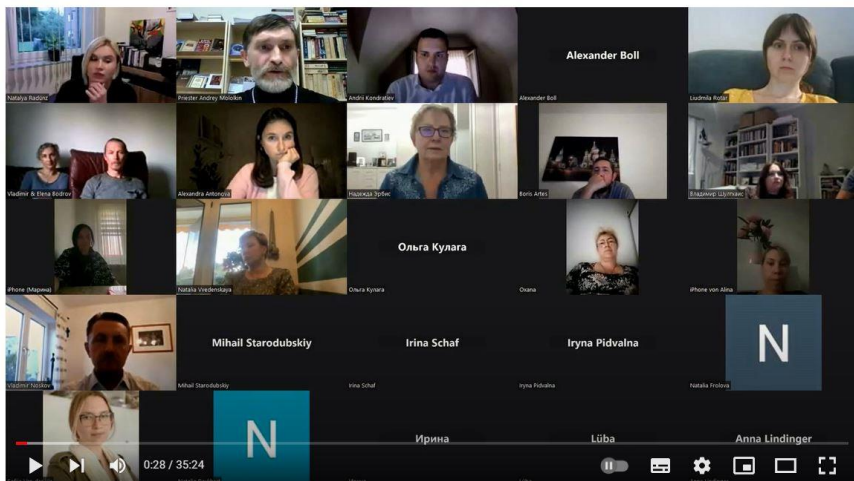 Natalya Radunz
Priester Andrey Molodkin
Andrii Kondratiev
Alexander Boll
Alexander Boll
Liudmila Rotar
Vladimir & Elena Bodrov
Alexandra Antonova
Надежда Эрбис
Boris Artes
Владимир
iPhone (Марина)
Natalia Vvedenskaya
Ольга Кулага
Ольга Кулага
Оксана
iPhone von Alina
Vladimir Noskov
Mihail Starodubskiy
Mihail Starodubskiy
Irina Schaf
Irina Schaf
Iryna Pidvalna
Iryna Pidvalna
N
Natalia Frolova
N
Ирина
Lüba
Anna Lindinger
0:28 / 35:24